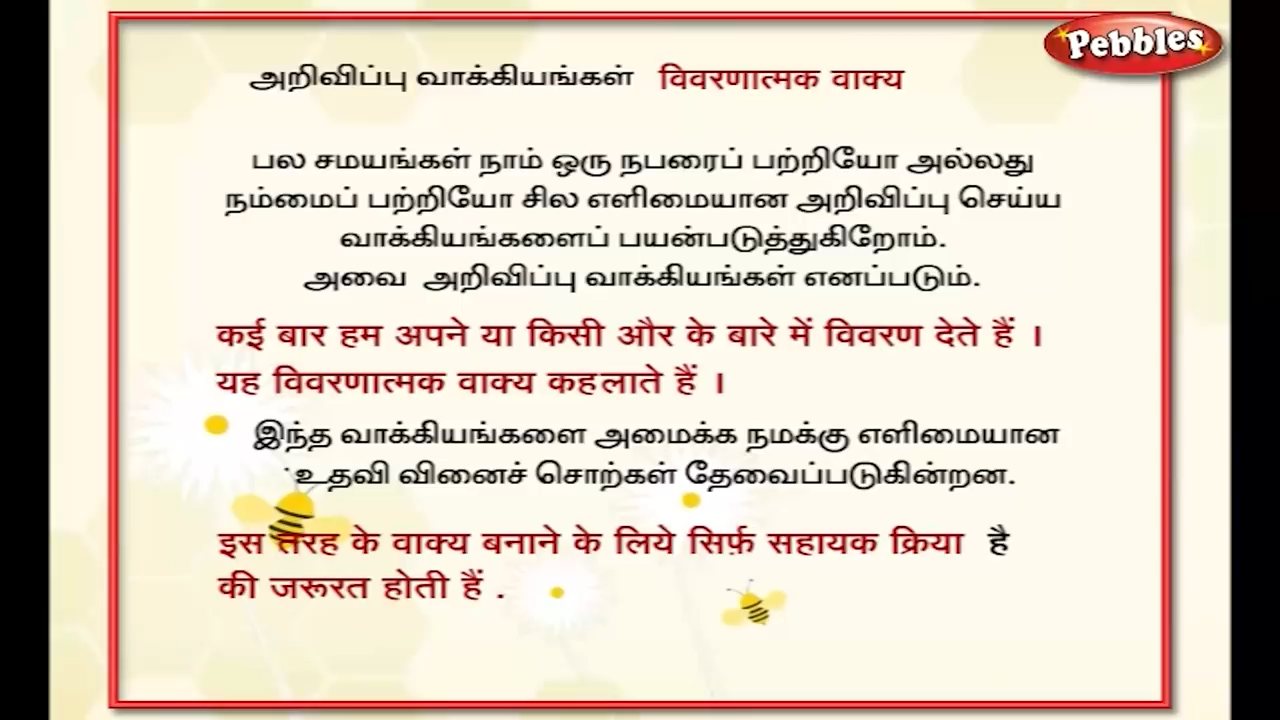 Pebbles
அறிவிப்பு வாக்கியங்கள் विवरणात्मक वाक्य
பல சமயங்கள் நாம் ஒரு நபரைப் பற்றியோ அல்லது
நம்மைப் பற்றியோ சில எளிமையான அறிவிப்பு செய்ய
வாக்கியங்களைப் பயன்படுத்துகிறோம்.
அவை அறிவிப்பு வாக்கியங்கள் எனப்படும்.
कई बार हम अपने या किसी और के बारे में विवरण देते हैं ।
यह विवरणात्मक वाक्य कहलाते हैं ।
இந்த வாக்கியங்களை அமைக்க நமக்கு எளிமையான
'உதவி வினைச் சொற்கள் தேவைப்படுகின்றன.
इस तरह के वाक्य बनाने के लिये सिर्फ़ सहायक क्रिया है
की जरूरत होती हैं .